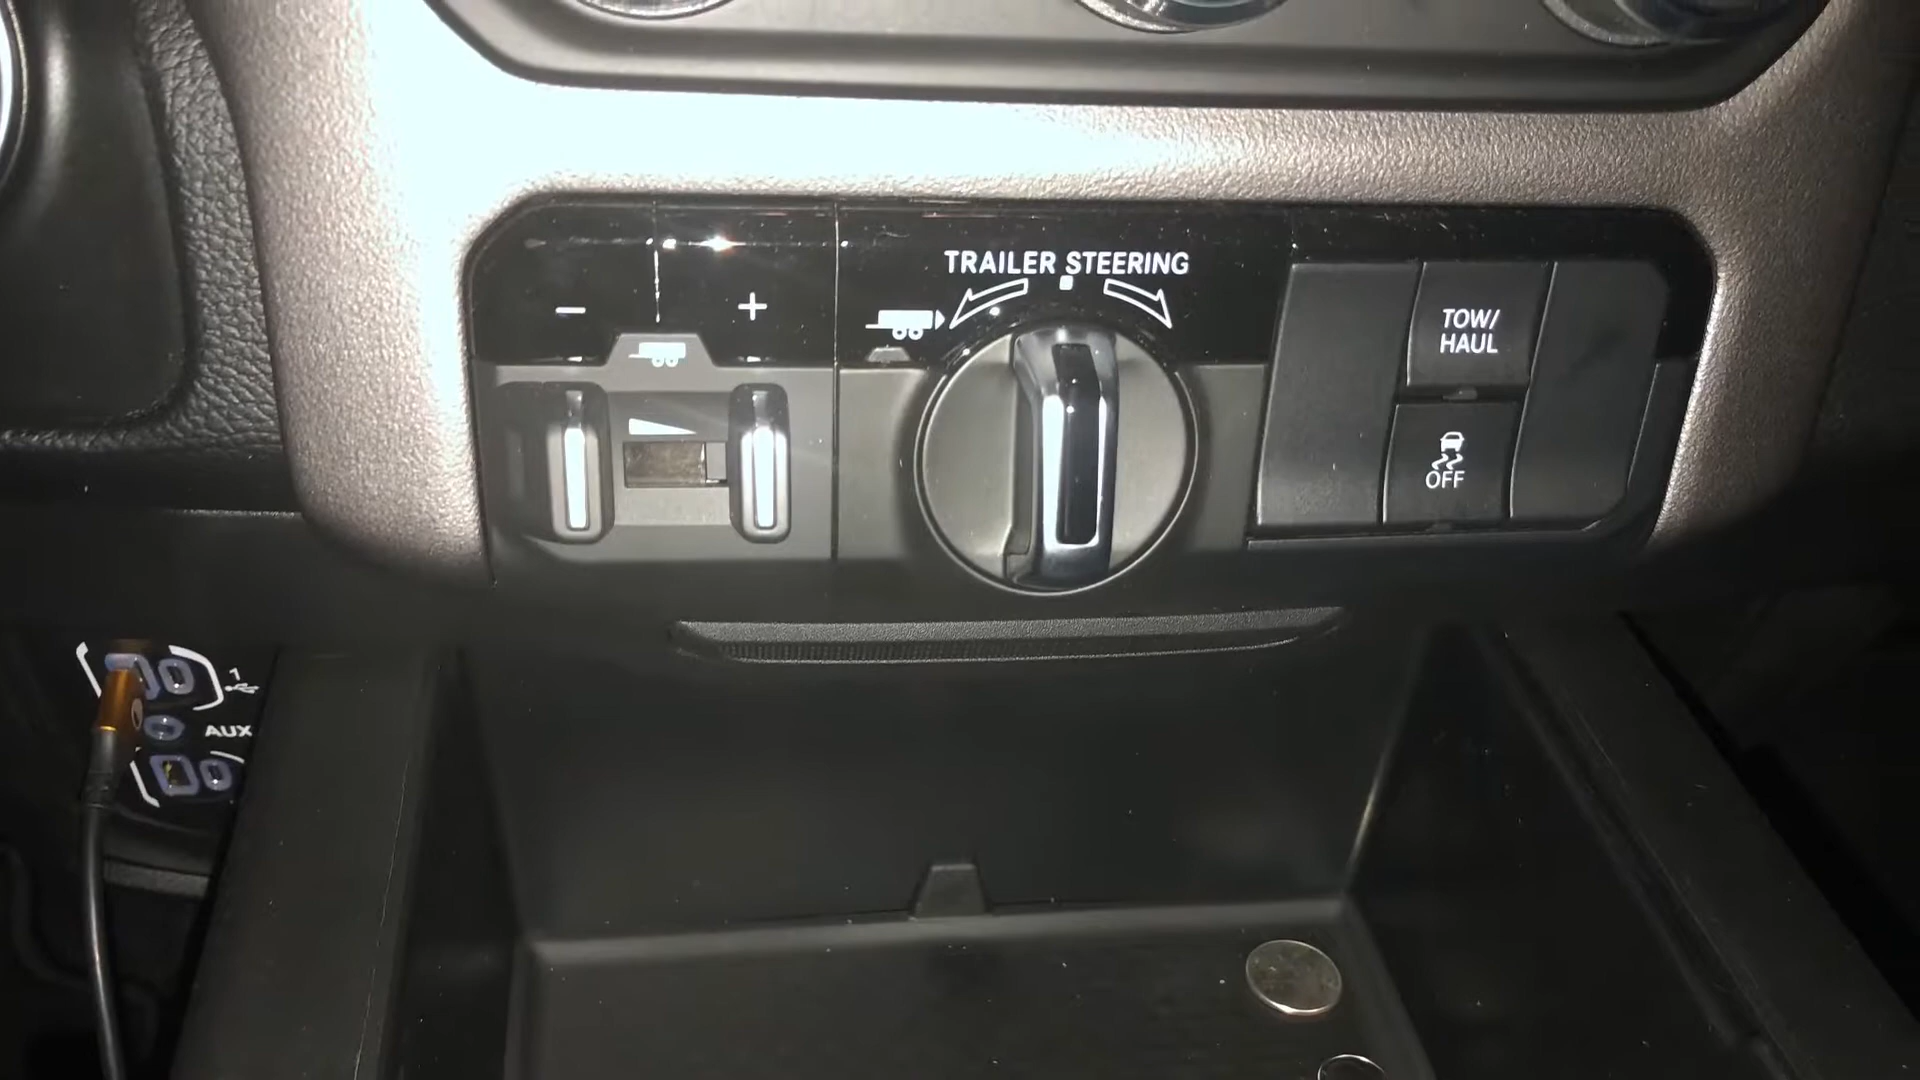 TRAILER STEERING
−
+
TOW/
HAUL
OFF
1
AUX